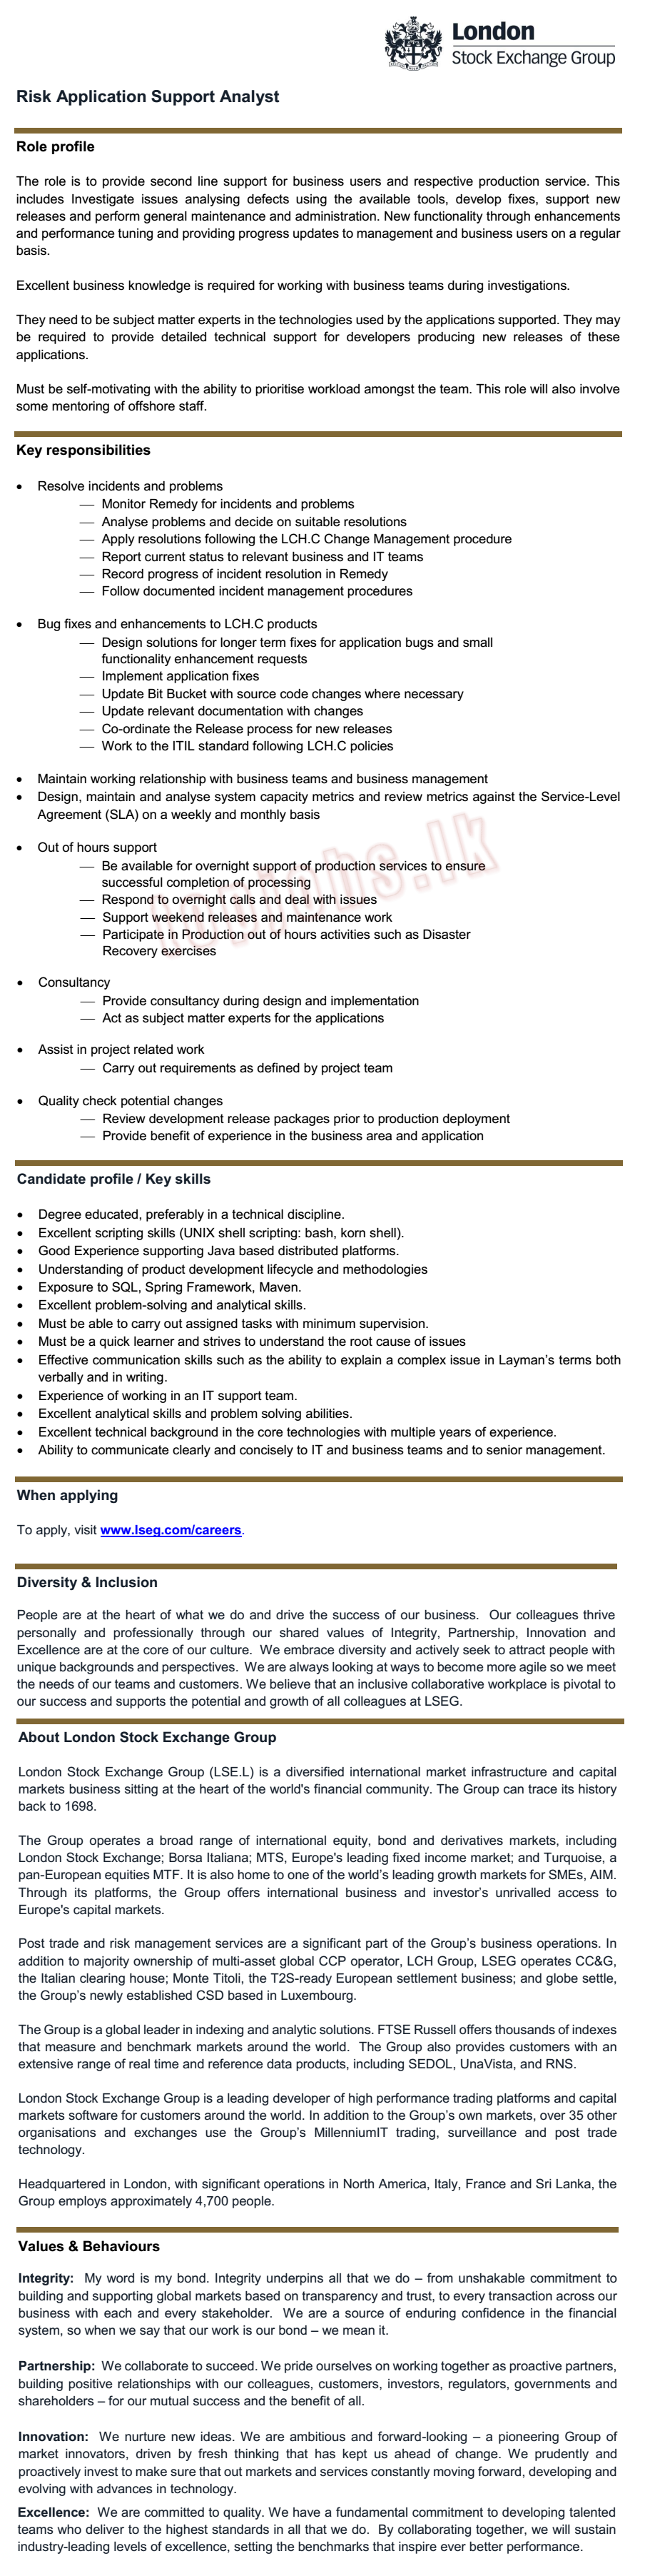 London
Stock Exchange Group
Risk Application Support Analyst
Role profile
The role is to provide second line support for business users and respective production service. This
includes Investigate issues analysing defects using the available tools, develop fixes, support new
releases and perform general maintenance and administration. New functionality through enhancements
and performance tuning and providing progress updates to management and business users on a regular
basis.
Excellent business knowledge is required for working with business teams during investigations.
They need to be subject matter experts in the technologies used by the applications supported. They may
be required to provide detailed technical support for developers producing new releases of these
applications.
Must be self-motivating with the ability to prioritise workload amongst the team. This role will also involve
some mentoring of offshore staff.
Key responsibilities
• Resolve incidents and problems
— Monitor Remedy for incidents and problems
— Analyse problems and decide on suitable resolutions
— Apply resolutions following the LCH.C Change Management procedure
— Report current status to relevant business and IT teams
— Record progress of incident resolution in Remedy
— Follow documented incident management procedures
• Bug fixes and enhancements to LCH.C products
— Design solutions for longer term fixes for application bugs and small
functionality enhancement requests
— Implement application fixes
— Update Bit Bucket with source code changes where necessary
— Update relevant documentation with changes
— Co-ordinate the Release process for new releases
— Work to the ITIL standard following LCH.C policies
• Maintain working relationship with business teams and business management
• Design, maintain and analyse system capacity metrics and review metrics against the Service-Level
Agreement (SLA) on a weekly and monthly basis
• Out of hours support
— Be available for overnight support of production services to ensure
successful completion of processing
— Respond to overnight calls and deal with issues
— Support weekend releases and maintenance work
— Participate in Production out of hours activities such as Disaster
Recovery exercises
topjobs.lk
• Consultancy
— Provide consultancy during design and implementation
— Act as subject matter experts for the applications
• Assist in project related work
— Carry out requirements as defined by project team
• Quality check potential changes
— Review development release packages prior to production deployment
— Provide benefit of experience in the business area and application
Candidate profile / Key skills
• Degree educated, preferably in a technical discipline.
• Excellent scripting skills (UNIX shell scripting: bash, korn shell).
• Good Experience supporting Java based distributed platforms.
• Understanding of product development lifecycle and methodologies
• Exposure to SQL, Spring Framework, Maven.
• Excellent problem-solving and analytical skills.
• Must be able to carry out assigned tasks with minimum supervision.
• Must be a quick learner and strives to understand the root cause of issues
• Effective communication skills such as the ability to explain a complex issue in Layman's terms both
verbally and in writing.
• Experience of working in an IT support team.
• Excellent analytical skills and problem solving abilities.
• Excellent technical background in the core technologies with multiple years of experience.
• Ability to communicate clearly and concisely to IT and business teams and to senior management.
When applying
To apply, visit www.lseg.com/careers.
Diversity & Inclusion
People are at the heart of what we do and drive the success of our business. Our colleagues thrive
personally and professionally through our shared values of Integrity, Partnership, Innovation and
Excellence are at the core of our culture. We embrace diversity and actively seek to attract people with
unique backgrounds and perspectives. We are always looking at ways to become more agile so we meet
the needs of our teams and customers. We believe that an inclusive collaborative workplace is pivotal to
our success and supports the potential and growth of all colleagues at LSEG.
About London Stock Exchange Group
London Stock Exchange Group (LSE.L) is a diversified international market infrastructure and capital
markets business sitting at the heart of the world's financial community. The Group can trace its history
back to 1698.
The Group operates a broad range of international equity, bond and derivatives markets, including
London Stock Exchange; Borsa Italiana; MTS, Europe's leading fixed income market; and Turquoise, a
pan-European equities MTF. It is also home to one of the world's leading growth markets for SMEs, AIM.
Through its platforms, the Group offers international business and investor's unrivalled access to
Europe's capital markets.
Post trade and risk management services are a significant part of the Group's business operations. In
addition to majority ownership of multi-asset global CCP operator, LCH Group, LSEG operates CC&G,
the Italian clearing house; Monte Titoli, the T2S-ready European settlement business; and globe settle,
the Group's newly established CSD based in Luxembourg.
The Group is a global leader in indexing and analytic solutions. FTSE Russell offers thousands of indexes
that measure and benchmark markets around the world. The Group also provides customers with an
extensive range of real time and reference data products, including SEDOL, UnaVista, and RNS.
London Stock Exchange Group is a leading developer of high performance trading platforms and capital
markets software for customers around the world. In addition to the Group's own markets, over 35 other
organisations and exchanges use the Group's MillenniumIT trading, surveillance and post trade
technology.
Headquartered in London, with significant operations in North America, Italy, France and Sri Lanka, the
Group employs approximately 4,700 people.
Values & Behaviours
Integrity: My word is my bond. Integrity underpins all that we do – from unshakable commitment to
building and supporting global markets based on transparency and trust, to every transaction across our
business with each and every stakeholder. We are a source of enduring confidence in the financial
system, so when we say that our work is our bond – we mean it.
Partnership: We collaborate to succeed. We pride ourselves on working together as proactive partners,
building positive relationships with our colleagues, customers, investors, regulators, governments and
shareholders – for our mutual success and the benefit of all.
Innovation: We nurture new ideas. We are ambitious and forward-looking – a pioneering Group of
market innovators, driven by fresh thinking that has kept us ahead of change. We prudently and
proactively invest to make sure that out markets and services constantly moving forward, developing and
evolving with advances in technology.
Excellence: We are committed to quality. We have a fundamental commitment to developing talented
teams who deliver to the highest standards in all that we do. By collaborating together, we will sustain
industry-leading levels of excellence, setting the benchmarks that inspire ever better performance.